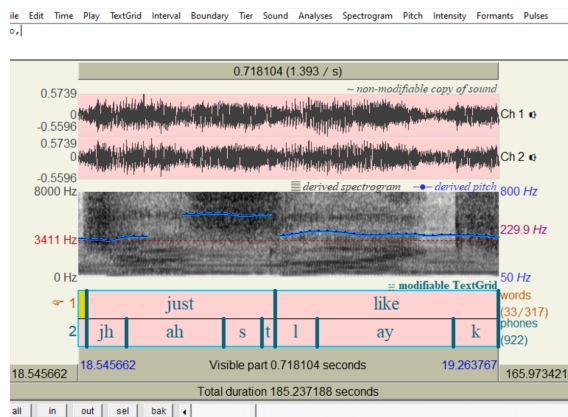 ile Edit Time Play TextGrid Interval Boundary Tier Sound Analyses Spectrogram Pitch Intensity Formants Pulses
o,
0.718104 (1.393 / s)
~ non-modifiable copy of sound
0.5739
0
-0.5596
Ch 1
0.5739
0
-0.5596
Ch 2
derived spectrogram derived pitch
8000 Hz
800 Hz
3411 Hz
229.9 Hz
0 Hz
50 Hz
modifiable TextGrid
1 just like words
(33/317)
2 jh ah s t l ay k phones
(922)
18.545662 Visible part 0.718104 seconds 19.263767
18.545662 165.973421
Total duration 185.237188 seconds
all in out sel bak